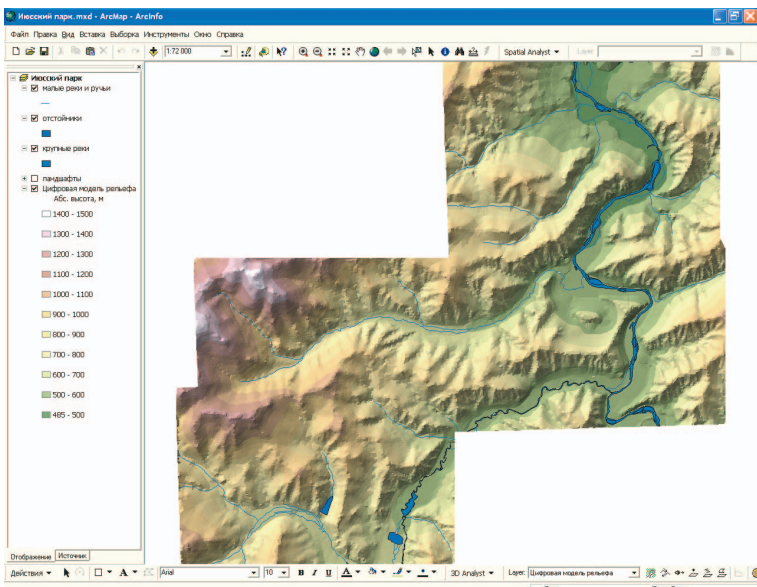 Июсский парк.mxd - ArcMap - ArcInfo
Файл Правка Вид Вставка Выборка Инструменты Окно Справка
1:72 000 Spatial Analyst Layer:
Июсский парк
малые реки и ручьи
отстойники
крупные реки
ландшафты
Цифровая модель рельефа
Абс. высота, м
1400 - 1500
1300 - 1400
1200 - 1300
1100 - 1200
1000 - 1100
900 - 1000
800 - 900
700 - 800
600 - 700
500 - 600
485 - 500
Отображение Источник
Действия A Arial 10 B I U A 3D Analyst Layer: Цифровая модель рельефа